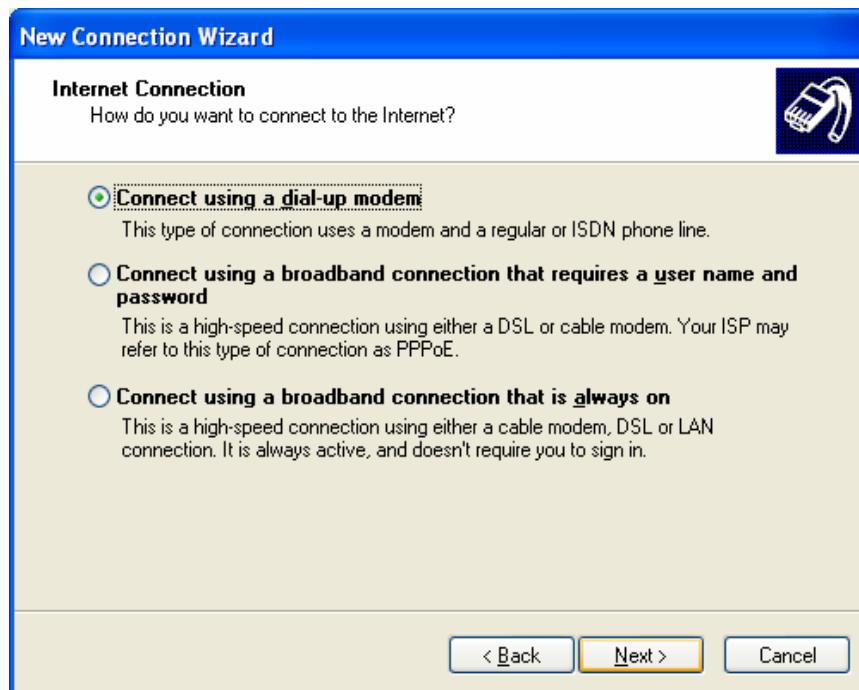 New Connection Wizard
Internet Connection
How do you want to connect to the Internet?
Connect using a dial-up modem
This type of connection uses a modem and a regular or ISDN phone line.
Connect using a broadband connection that requires a user name and
password
This is a high-speed connection using either a DSL or cable modem. Your ISP may
refer to this type of connection as PPPoE.
Connect using a broadband connection that is always on
This is a high-speed connection using either a cable modem, DSL or LAN
connection. It is always active, and doesn't require you to sign in.
< Back Next > Cancel